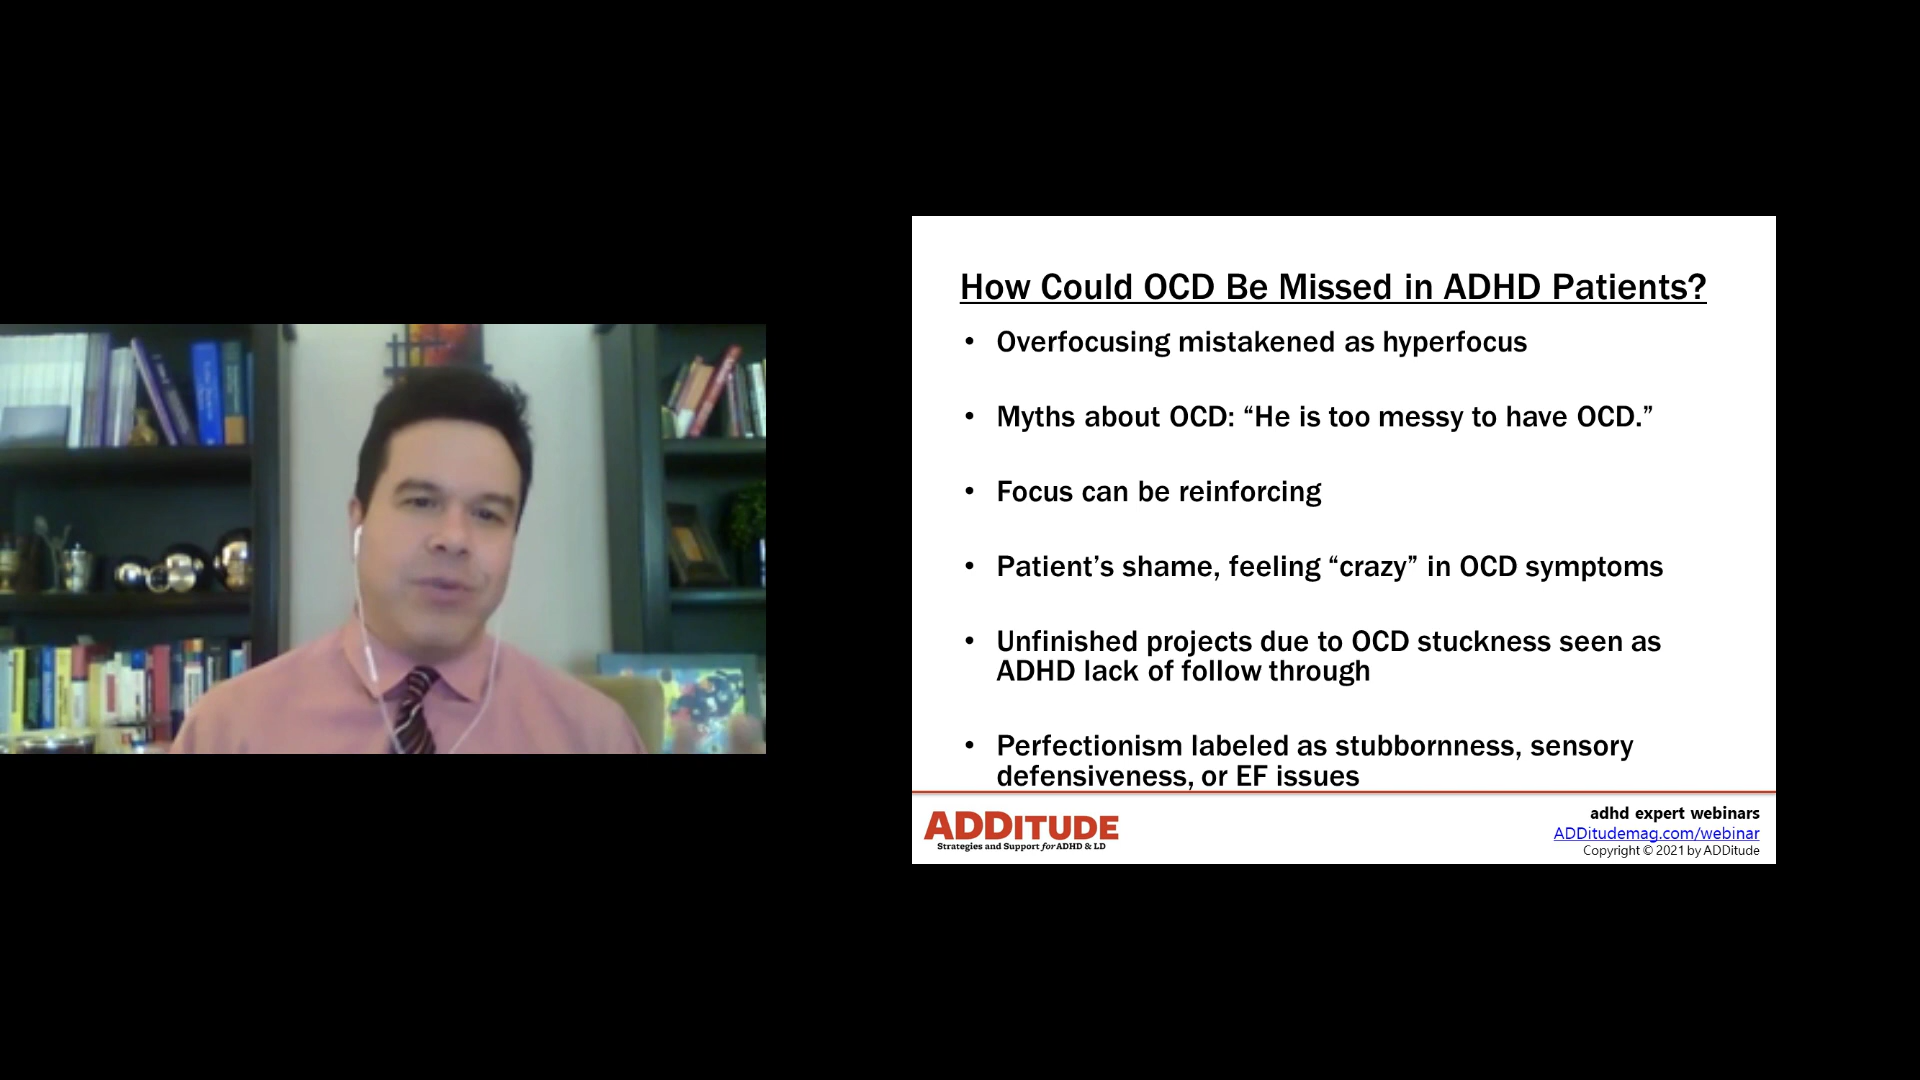 How Could OCD Be Missed in ADHD Patients?
• Overfocusing mistakened as hyperfocus
• Myths about OCD: “He is too messy to have OCD.”
• Focus can be reinforcing
• Patient’s shame, feeling “crazy” in OCD symptoms
• Unfinished projects due to OCD stuckness seen as
ADHD lack of follow through
• Perfectionism labeled as stubbornness, sensory
defensiveness, or EF issues
ADDITUDE
Strategies and Support for ADHD & LD
adhd expert webinars
ADDitudemag.com/webinar
Copyright © 2021 by ADDitude